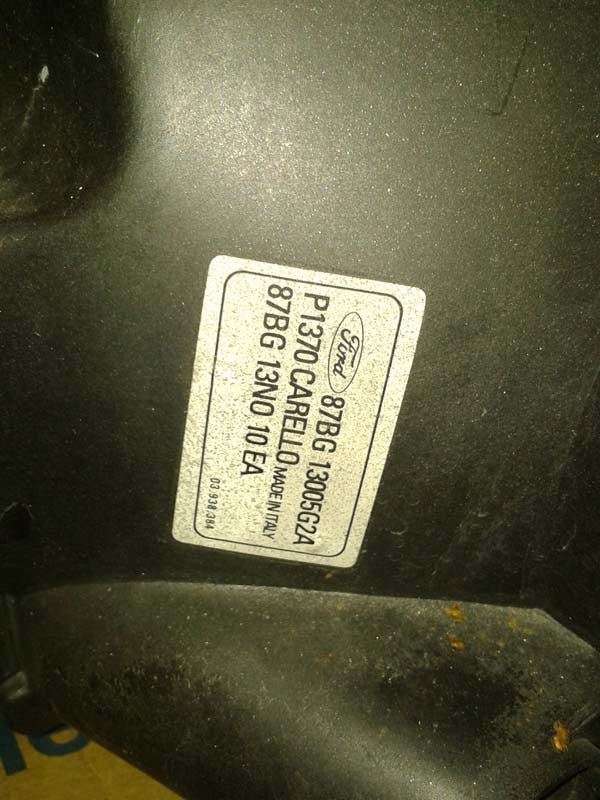 Ford 87BG 13005G2A
P1370 CARELLO MADE IN ITALY
87BG 13N0 10 EA
03.938.384